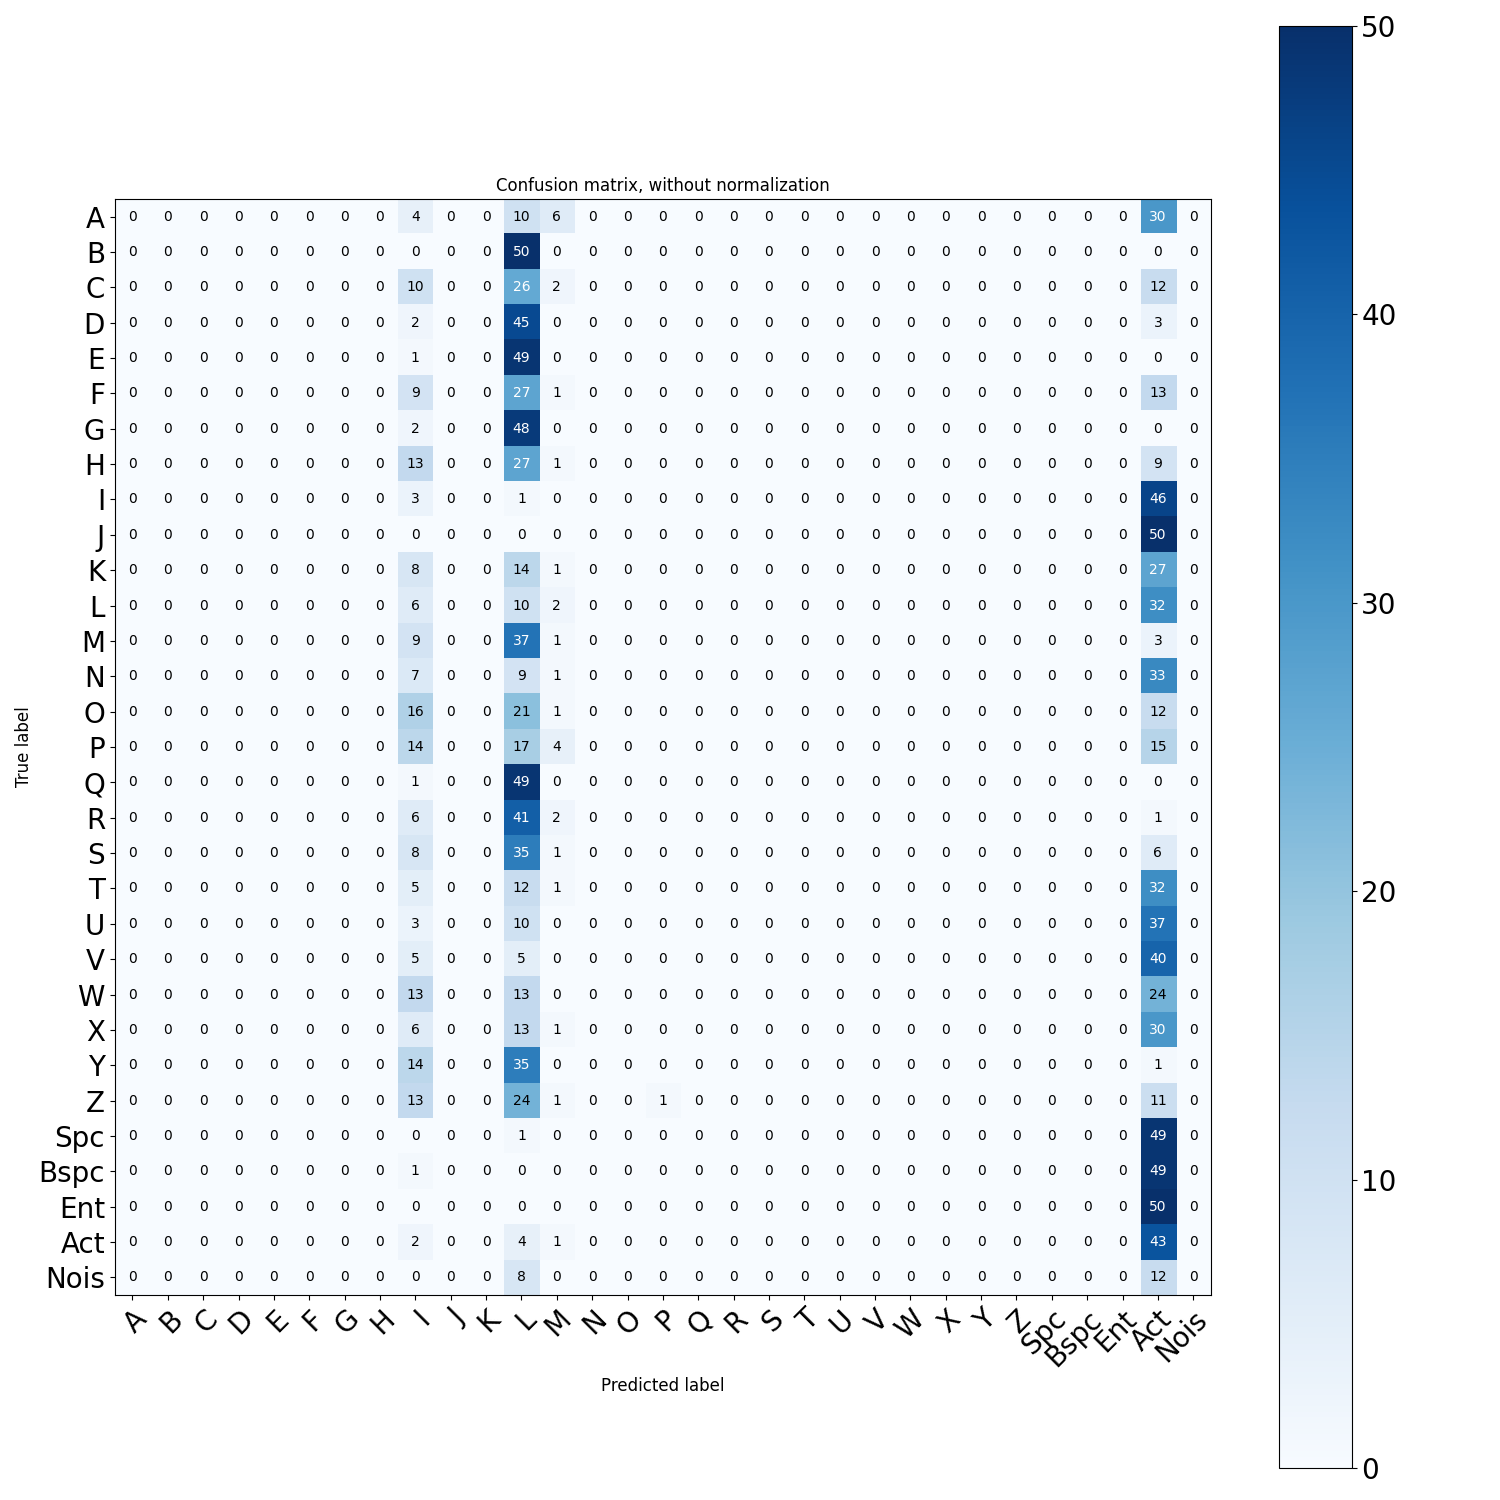 Confusion matrix, without normalization
A 0 0 0 0 0 0 0 0 4 0 0 10 6 0 0 0 0 0 0 0 0 0 0 0 0 0 0 0 0 30 0
B 0 0 0 0 0 0 0 0 0 0 0 50 0 0 0 0 0 0 0 0 0 0 0 0 0 0 0 0 0 0 0
C 0 0 0 0 0 0 0 0 10 0 0 26 2 0 0 0 0 0 0 0 0 0 0 0 0 0 0 0 0 12 0
D 0 0 0 0 0 0 0 0 2 0 0 45 0 0 0 0 0 0 0 0 0 0 0 0 0 0 0 0 0 3 0
E 0 0 0 0 0 0 0 0 1 0 0 49 0 0 0 0 0 0 0 0 0 0 0 0 0 0 0 0 0 0 0
F 0 0 0 0 0 0 0 0 9 0 0 27 1 0 0 0 0 0 0 0 0 0 0 0 0 0 0 0 0 13 0
G 0 0 0 0 0 0 0 0 2 0 0 48 0 0 0 0 0 0 0 0 0 0 0 0 0 0 0 0 0 0 0
H 0 0 0 0 0 0 0 0 13 0 0 27 1 0 0 0 0 0 0 0 0 0 0 0 0 0 0 0 0 9 0
I 0 0 0 0 0 0 0 0 3 0 0 1 0 0 0 0 0 0 0 0 0 0 0 0 0 0 0 0 0 46 0
J 0 0 0 0 0 0 0 0 0 0 0 0 0 0 0 0 0 0 0 0 0 0 0 0 0 0 0 0 0 50 0
K 0 0 0 0 0 0 0 0 8 0 0 14 1 0 0 0 0 0 0 0 0 0 0 0 0 0 0 0 0 27 0
L 0 0 0 0 0 0 0 0 6 0 0 10 2 0 0 0 0 0 0 0 0 0 0 0 0 0 0 0 0 32 0
M 0 0 0 0 0 0 0 0 9 0 0 37 1 0 0 0 0 0 0 0 0 0 0 0 0 0 0 0 0 3 0
N 0 0 0 0 0 0 0 0 7 0 0 9 1 0 0 0 0 0 0 0 0 0 0 0 0 0 0 0 0 33 0
O 0 0 0 0 0 0 0 0 16 0 0 21 1 0 0 0 0 0 0 0 0 0 0 0 0 0 0 0 0 12 0
P 0 0 0 0 0 0 0 0 14 0 0 17 4 0 0 0 0 0 0 0 0 0 0 0 0 0 0 0 0 15 0
Q 0 0 0 0 0 0 0 0 1 0 0 49 0 0 0 0 0 0 0 0 0 0 0 0 0 0 0 0 0 0 0
R 0 0 0 0 0 0 0 0 6 0 0 41 2 0 0 0 0 0 0 0 0 0 0 0 0 0 0 0 0 1 0
S 0 0 0 0 0 0 0 0 8 0 0 35 1 0 0 0 0 0 0 0 0 0 0 0 0 0 0 0 0 6 0
T 0 0 0 0 0 0 0 0 5 0 0 12 1 0 0 0 0 0 0 0 0 0 0 0 0 0 0 0 0 32 0
U 0 0 0 0 0 0 0 0 3 0 0 10 0 0 0 0 0 0 0 0 0 0 0 0 0 0 0 0 0 37 0
V 0 0 0 0 0 0 0 0 5 0 0 5 0 0 0 0 0 0 0 0 0 0 0 0 0 0 0 0 0 40 0
W 0 0 0 0 0 0 0 0 13 0 0 13 0 0 0 0 0 0 0 0 0 0 0 0 0 0 0 0 0 24 0
X 0 0 0 0 0 0 0 0 6 0 0 13 1 0 0 0 0 0 0 0 0 0 0 0 0 0 0 0 0 30 0
Y 0 0 0 0 0 0 0 0 14 0 0 35 0 0 0 0 0 0 0 0 0 0 0 0 0 0 0 0 0 1 0
Z 0 0 0 0 0 0 0 0 13 0 0 24 1 0 0 1 0 0 0 0 0 0 0 0 0 0 0 0 0 11 0
Spc 0 0 0 0 0 0 0 0 0 0 0 1 0 0 0 0 0 0 0 0 0 0 0 0 0 0 0 0 0 49 0
Bspc 0 0 0 0 0 0 0 0 1 0 0 0 0 0 0 0 0 0 0 0 0 0 0 0 0 0 0 0 0 49 0
Ent 0 0 0 0 0 0 0 0 0 0 0 0 0 0 0 0 0 0 0 0 0 0 0 0 0 0 0 0 0 50 0
Act 0 0 0 0 0 0 0 0 2 0 0 4 1 0 0 0 0 0 0 0 0 0 0 0 0 0 0 0 0 43 0
Nois 0 0 0 0 0 0 0 0 0 0 0 8 0 0 0 0 0 0 0 0 0 0 0 0 0 0 0 0 0 12 0
A B C D E F G H I J K L M N O P Q R S T U V W X Y Z Spc Bspc Ent Act Nois
Predicted label
True label
50
40
30
20
10
0